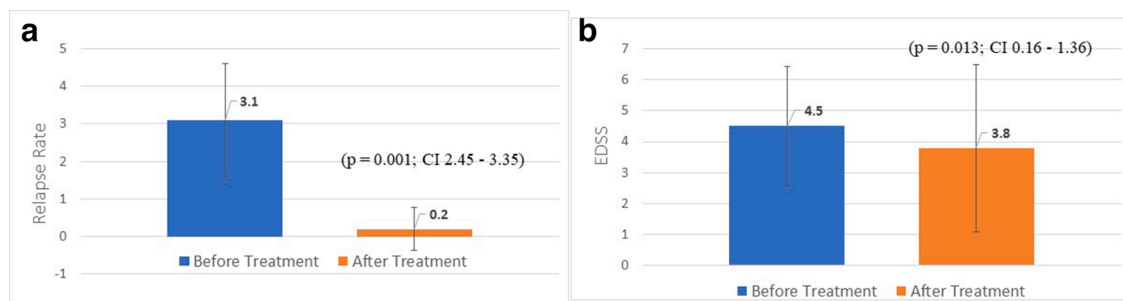 a
5
4
3
2
1
0
-1
Relapse Rate
3.1
(p = 0.001; CI 2.45 - 3.35)
0.2
Before Treatment After Treatment
b
7
6
5
4
3
2
1
0
EDSS
(p = 0.013; CI 0.16 - 1.36)
4.5
3.8
Before Treatment After Treatment